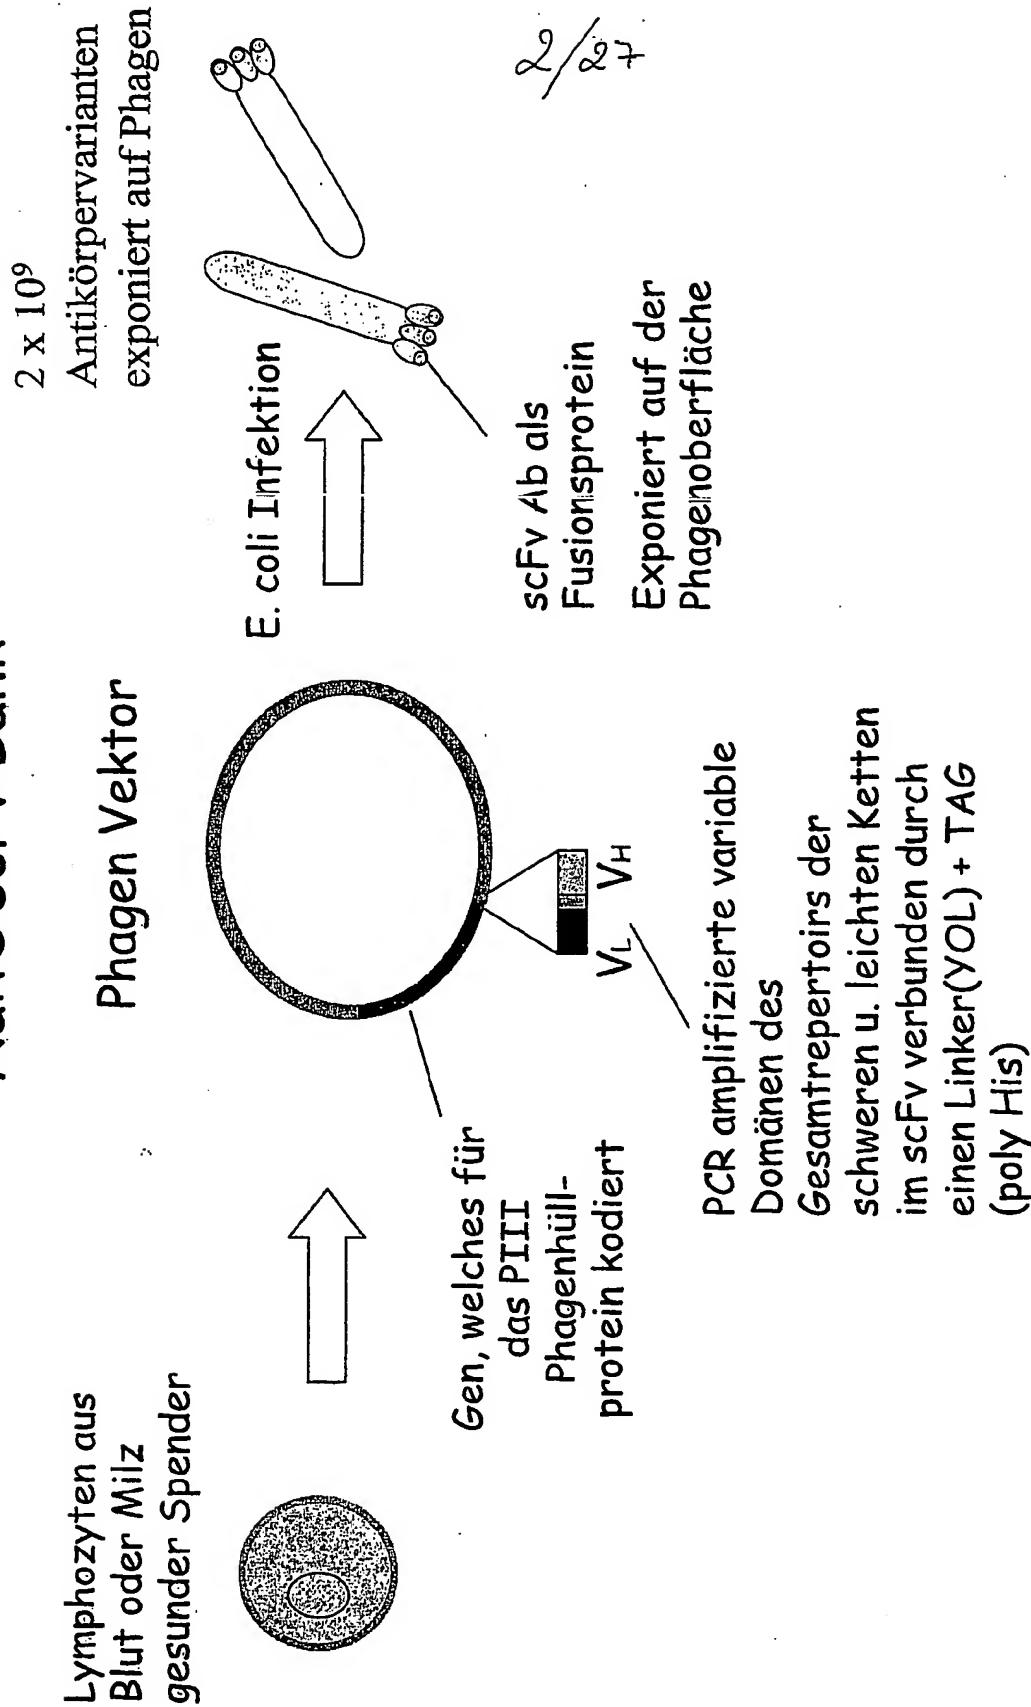 Phagen Vektor
Lymphozyten aus
Blut oder Milz
gesunder Spender
E. coli Infektion
2 x 10⁹
Antikörpervarianten
exponiert auf Phagen
Gen, welches für
das PIII
Phagenhüll-
protein kodiert
VL VH
scFv Ab als
Fusionsprotein
Exponiert auf der
Phagenoberfläche
PCR amplifizierte variable
Domänen des
Gesamtrepertoirs der
schweren u. leichten Ketten
im scFv verbunden durch
einen Linker(YOL) + TAG
(poly His)
2/27